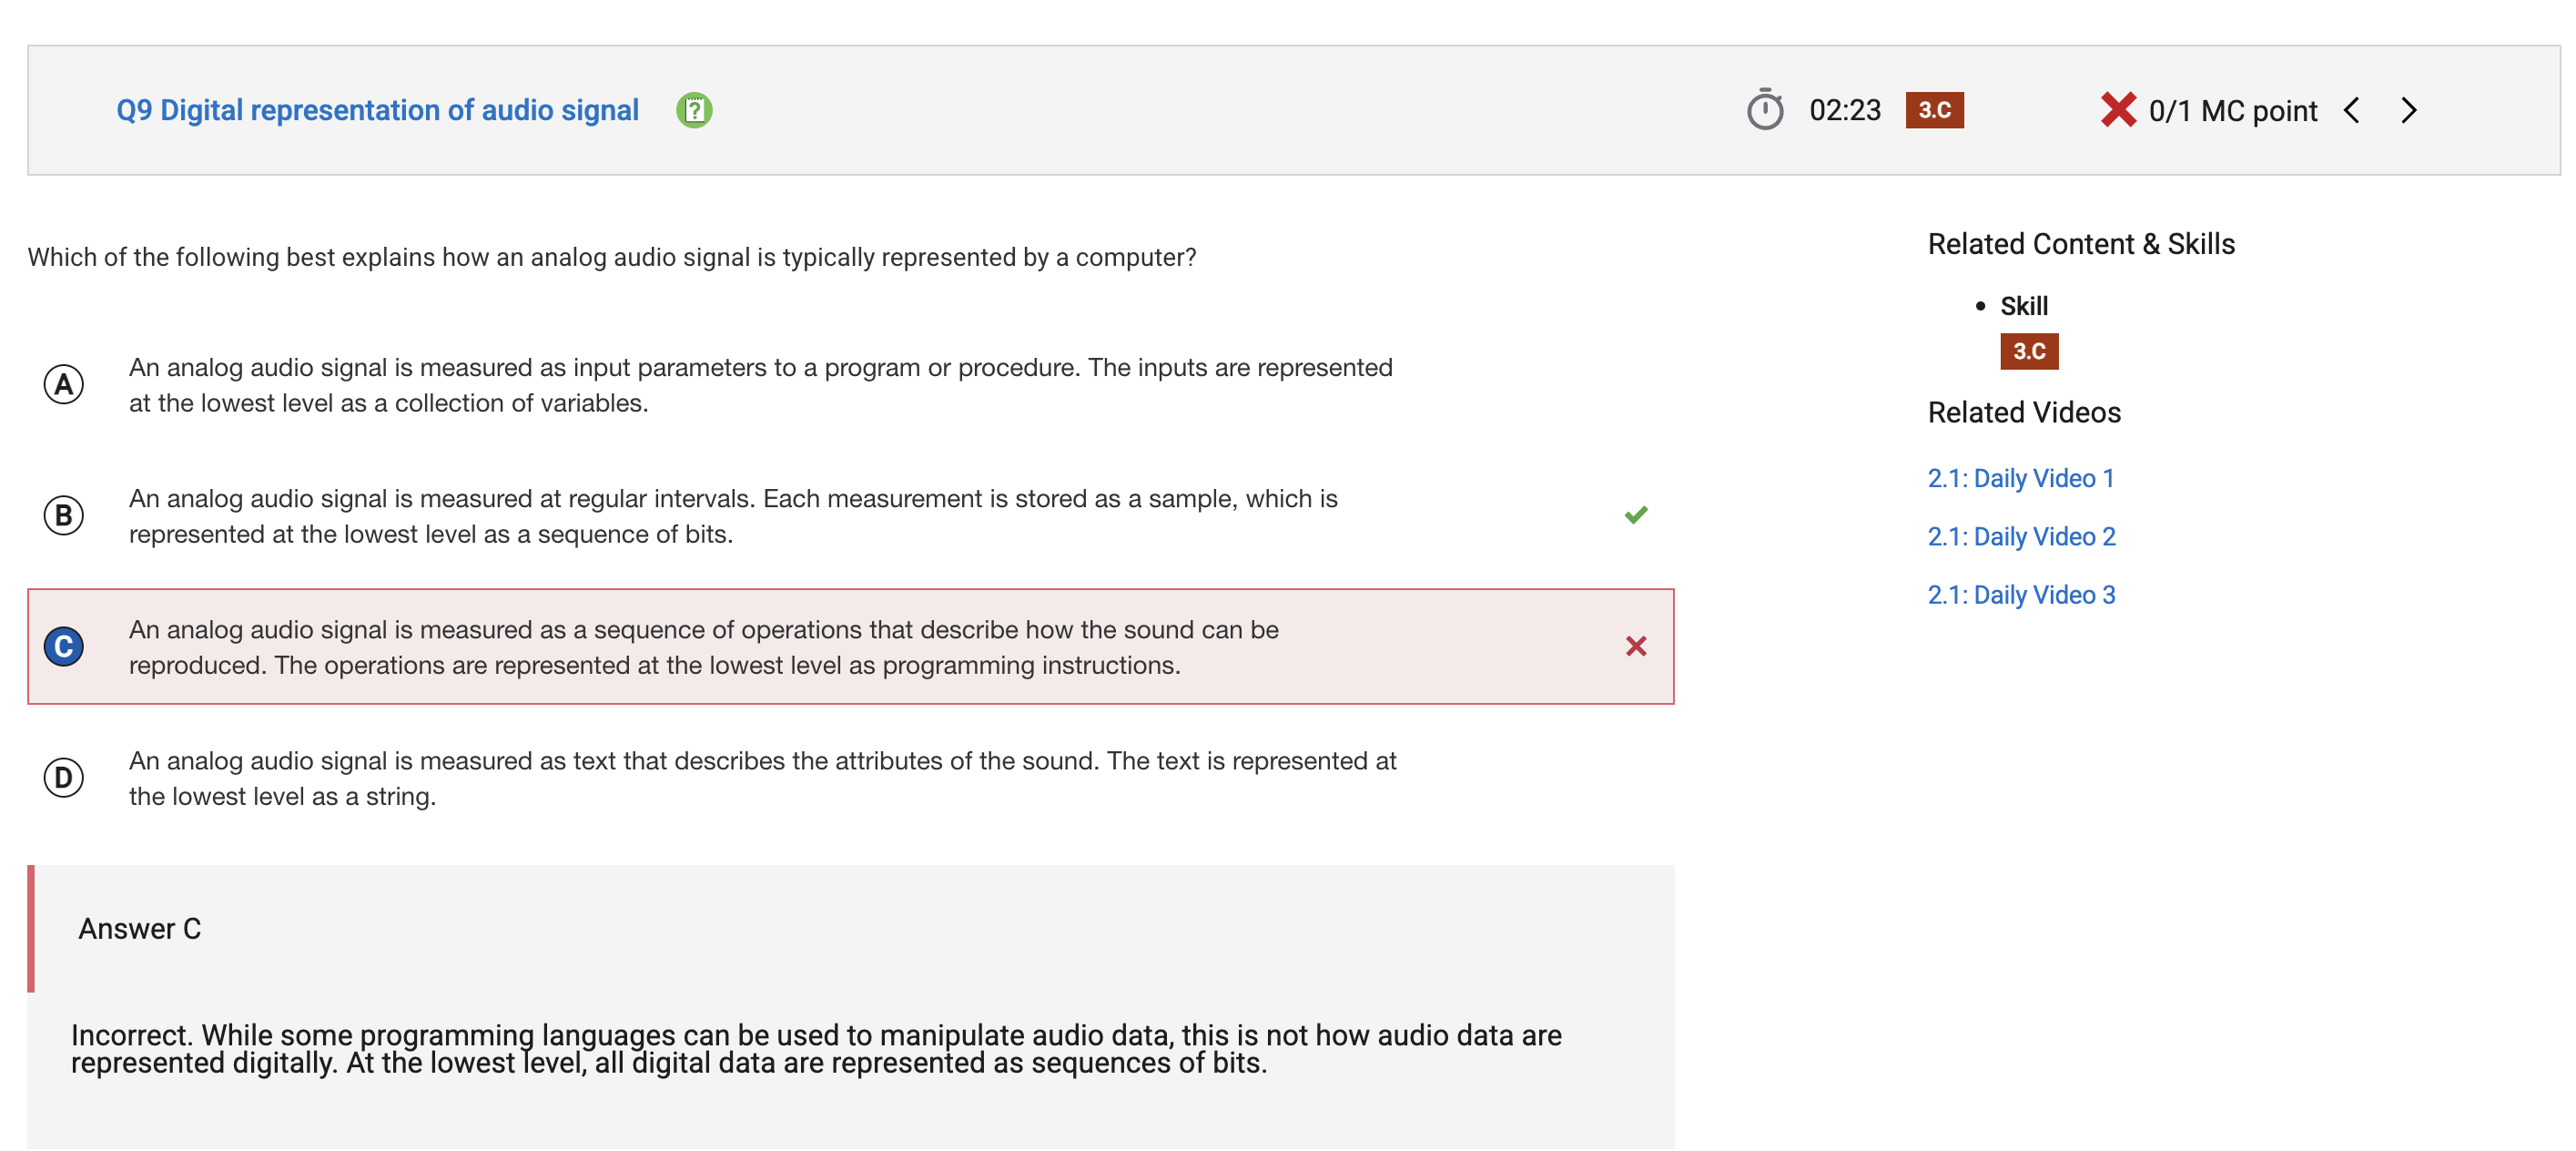 Q9 Digital representation of audio signal
02:23
3.C
0/1 MC point
Which of the following best explains how an analog audio signal is typically represented by a computer?
A
An analog audio signal is measured as input parameters to a program or procedure. The inputs are represented
at the lowest level as a collection of variables.
B
An analog audio signal is measured at regular intervals. Each measurement is stored as a sample, which is
represented at the lowest level as a sequence of bits.
C
An analog audio signal is measured as a sequence of operations that describe how the sound can be
reproduced. The operations are represented at the lowest level as programming instructions.
D
An analog audio signal is measured as text that describes the attributes of the sound. The text is represented at
the lowest level as a string.
Answer C
Incorrect. While some programming languages can be used to manipulate audio data, this is not how audio data are
represented digitally. At the lowest level, all digital data are represented as sequences of bits.
Related Content & Skills
Skill
3.C
Related Videos
2.1: Daily Video 1
2.1: Daily Video 2
2.1: Daily Video 3